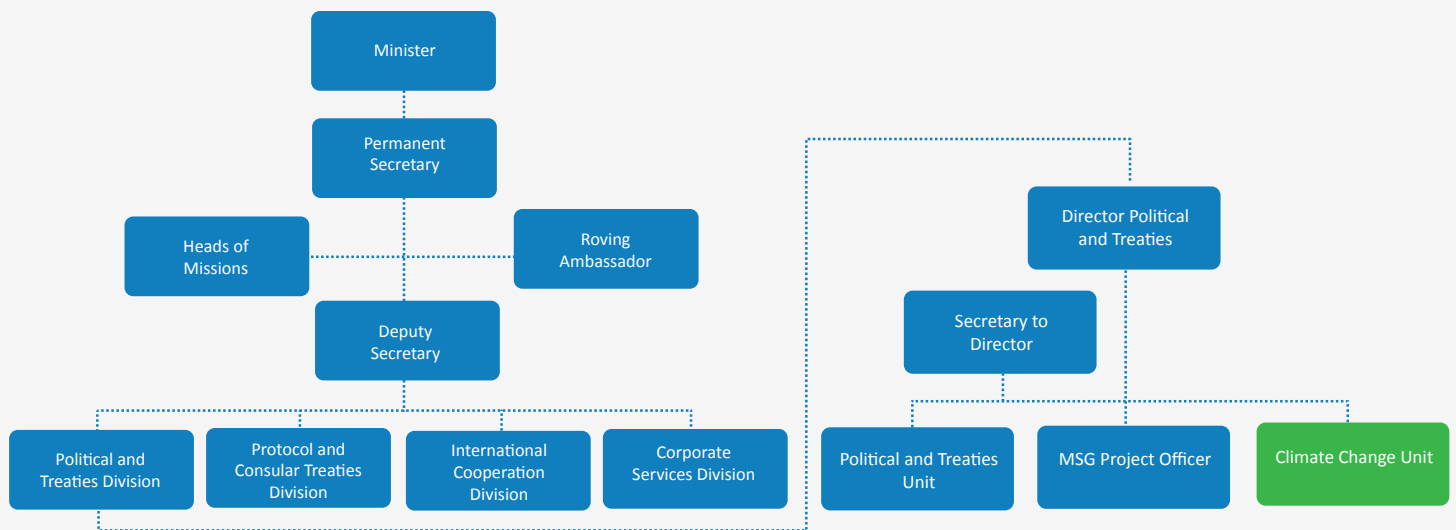 Minister
Permanent
Secretary
Heads of
Missions
Roving
Ambassador
Deputy
Secretary
Political and
Treaties Division
Protocol and
Consular Treaties
Division
International
Cooperation
Division
Corporate
Services Division
Director Political
and Treaties
Secretary to
Director
Political and Treaties
Unit
MSG Project Officer
Climate Change Unit